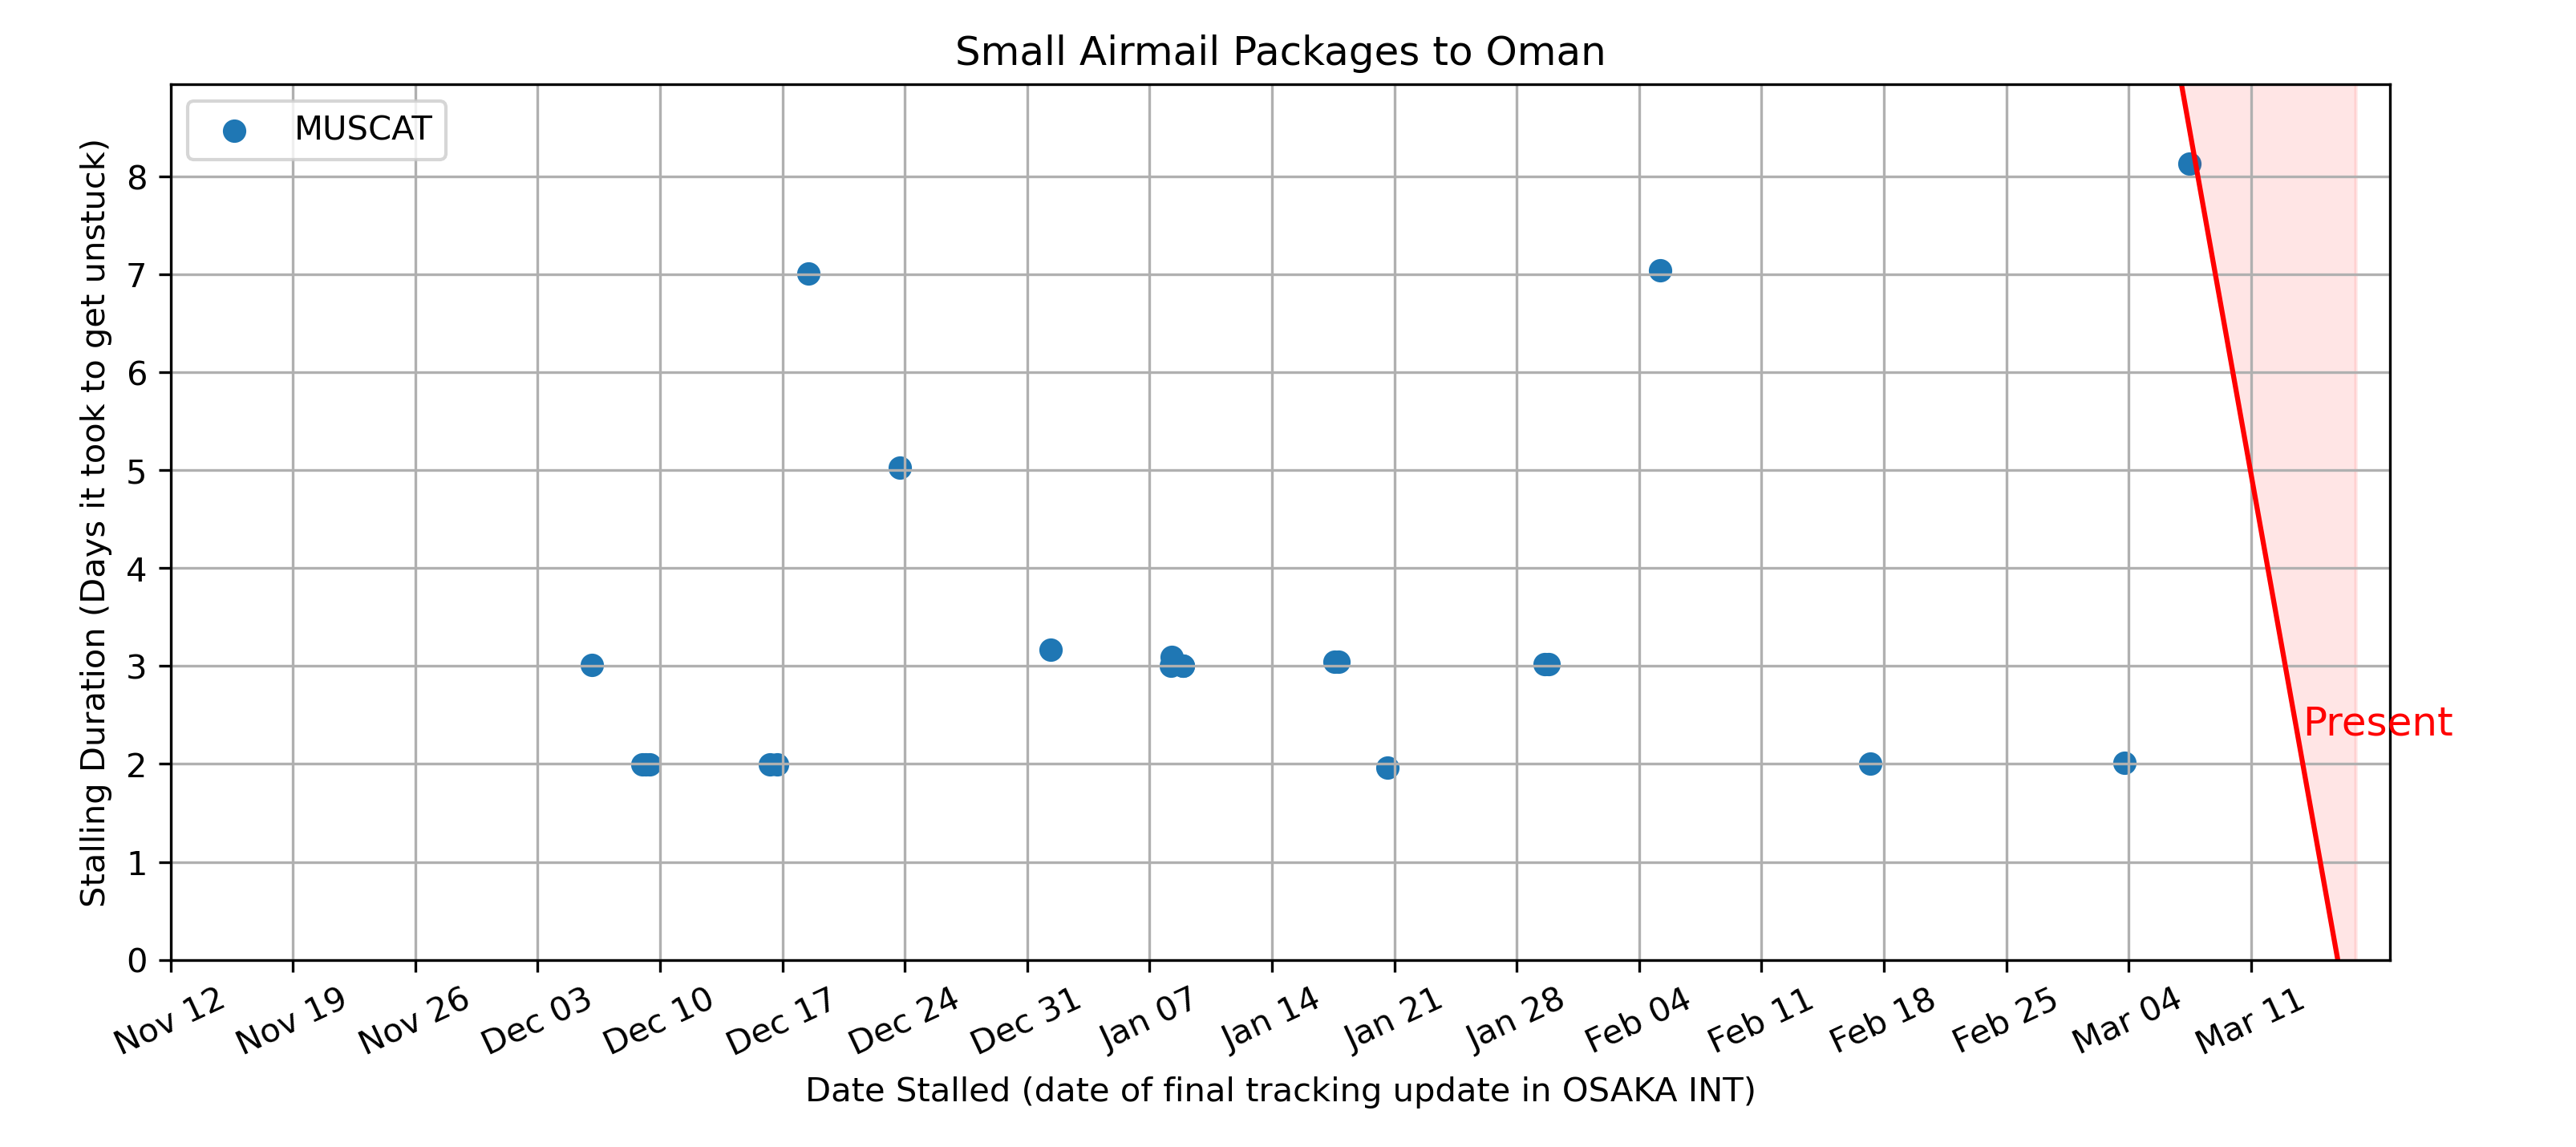 Small Airmail Packages to Oman
MUSCAT
Stalling Duration (Days it took to get unstuck)
8
7
6
5
4
3
2
1
0
Present
Nov 12
Nov 19
Nov 26
Dec 03
Dec 10
Dec 17
Dec 24
Dec 31
Jan 07
Jan 14
Jan 21
Jan 28
Feb 04
Feb 11
Feb 18
Feb 25
Mar 04
Mar 11
Date Stalled (date of final tracking update in OSAKA INT)